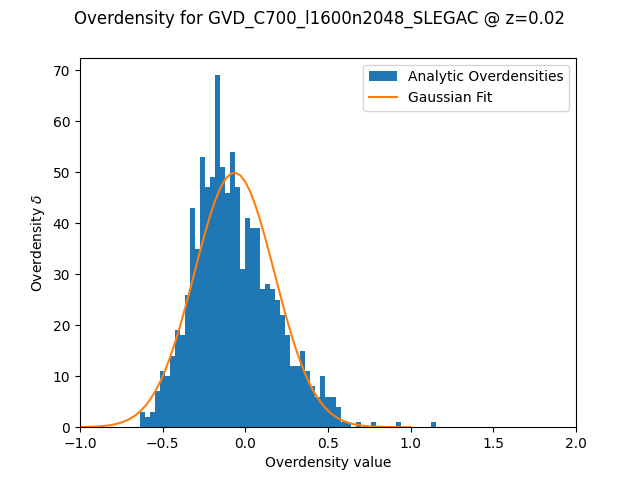 Overdensity for GVD_C700_l1600n2048_SLEGAC @ z=0.02
Analytic Overdensities
Gaussian Fit
Overdensity δ
70
60
50
40
30
20
10
0
−1.0 −0.5 0.0 0.5 1.0 1.5 2.0
Overdensity value